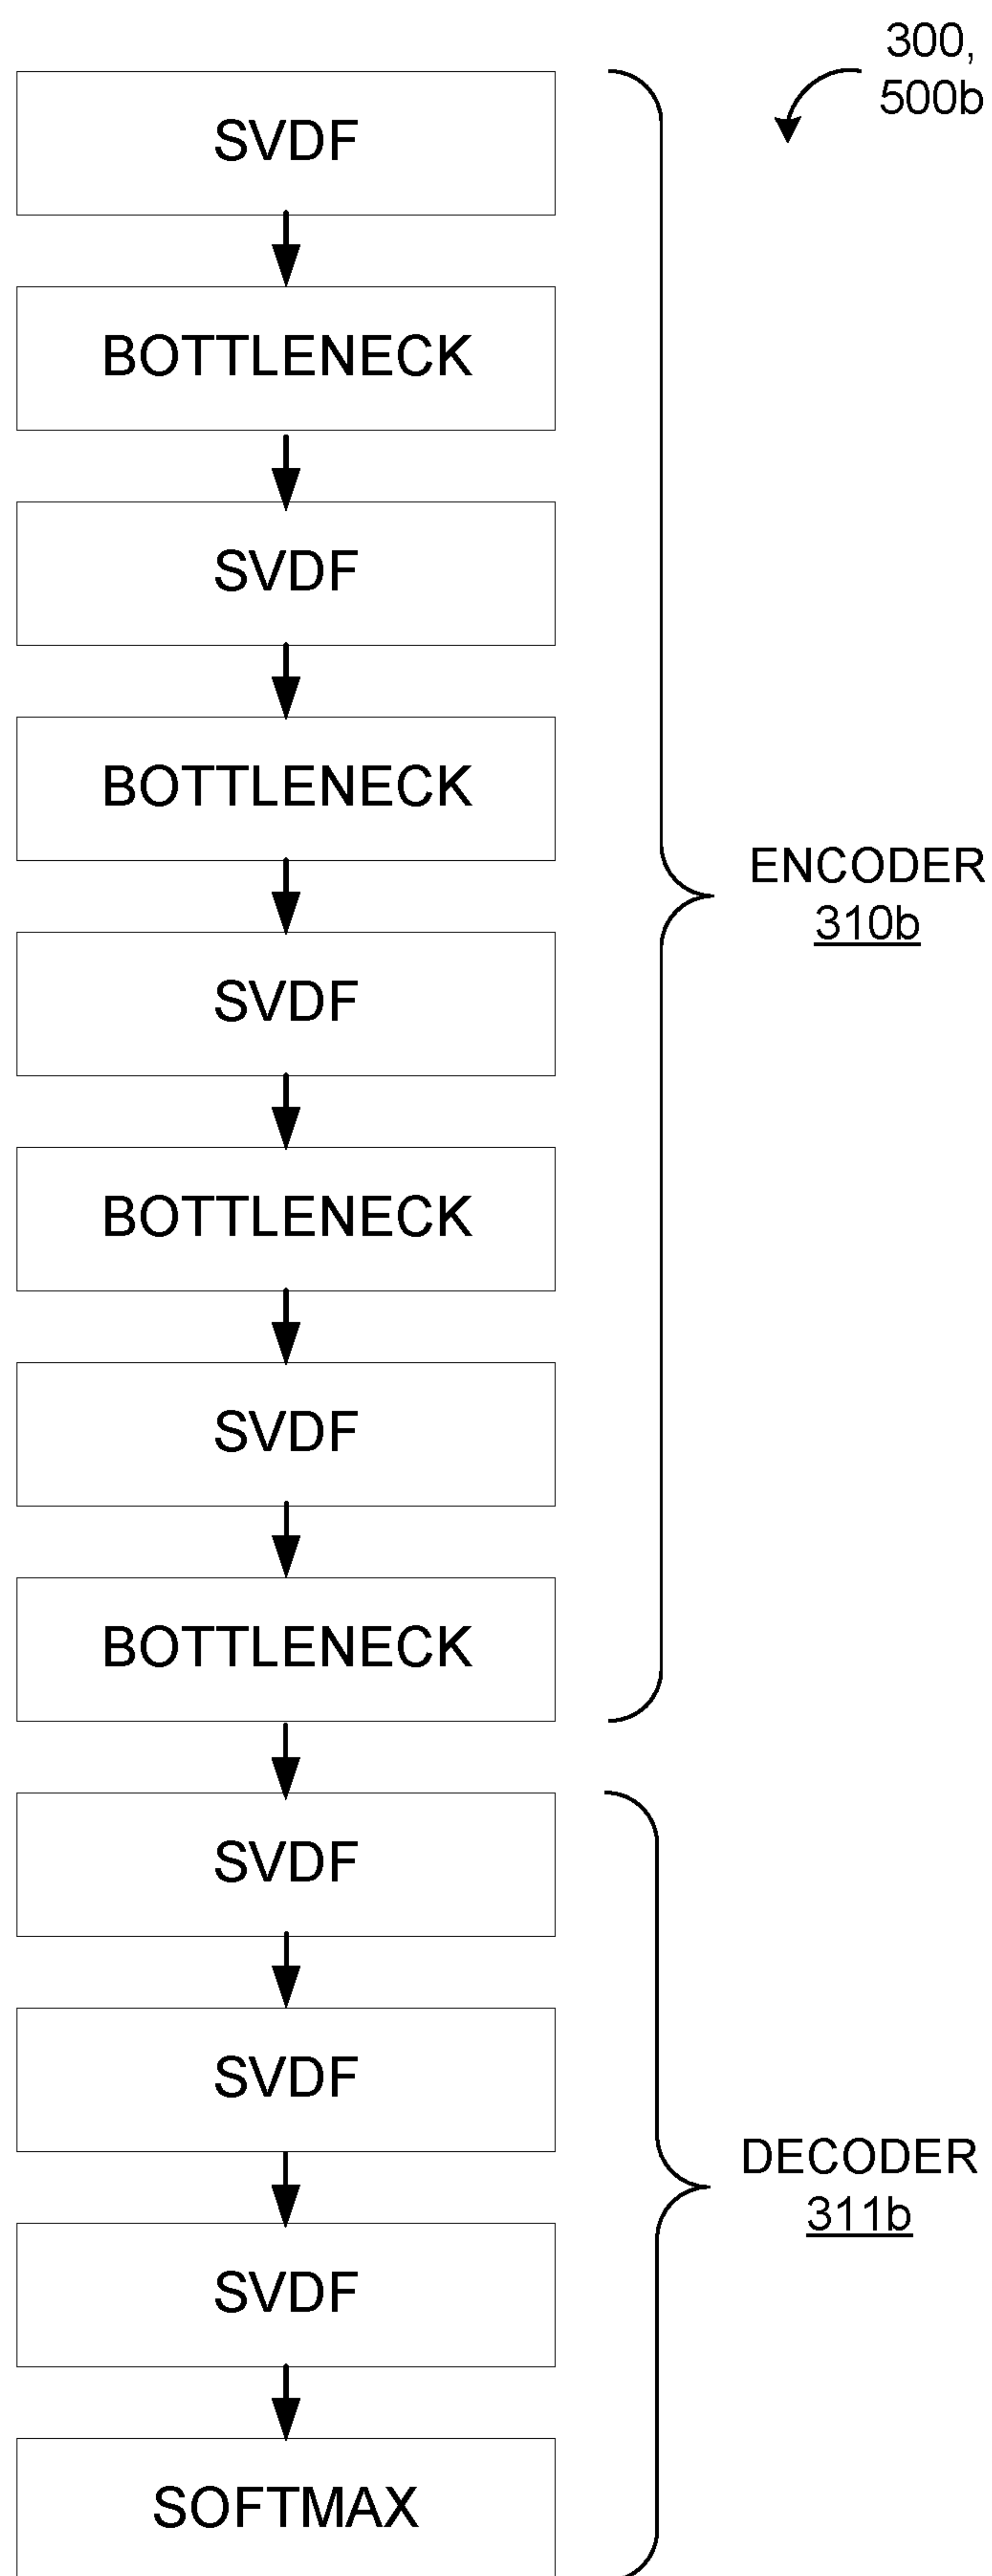 300,
500b
SVDF
BOTTLENECK
SVDF
BOTTLENECK
ENCODER
310b
SVDF
BOTTLENECK
SVDF
BOTTLENECK
SVDF
SVDF
DECODER
311b
SVDF
SOFTMAX